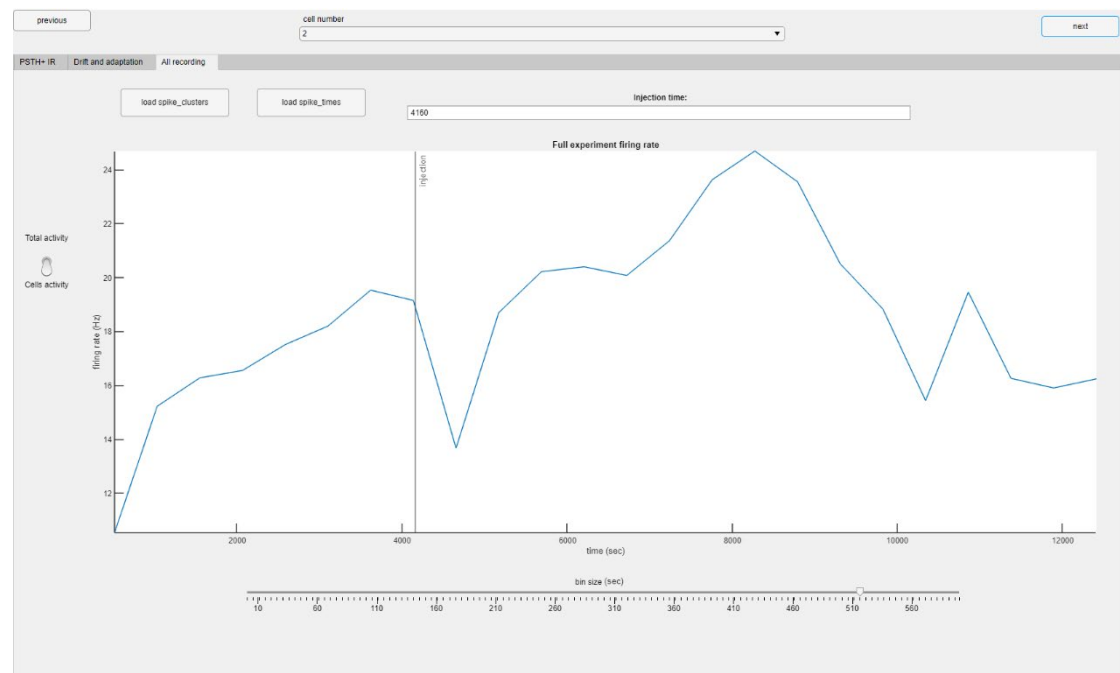 previous
cell number
2
next
PSTH+ IR
Drift and adaptation
All recording
load spike_clusters
load spike_times
Injection time:
4160
Full experiment firing rate
injection
24
22
20
18
16
14
12
firing rate (Hz)
Total activity
Cells activity
2000 4000 6000 8000 10000 12000
time (sec)
bin size (sec)
10 60 110 160 210 260 310 360 410 460 510 560